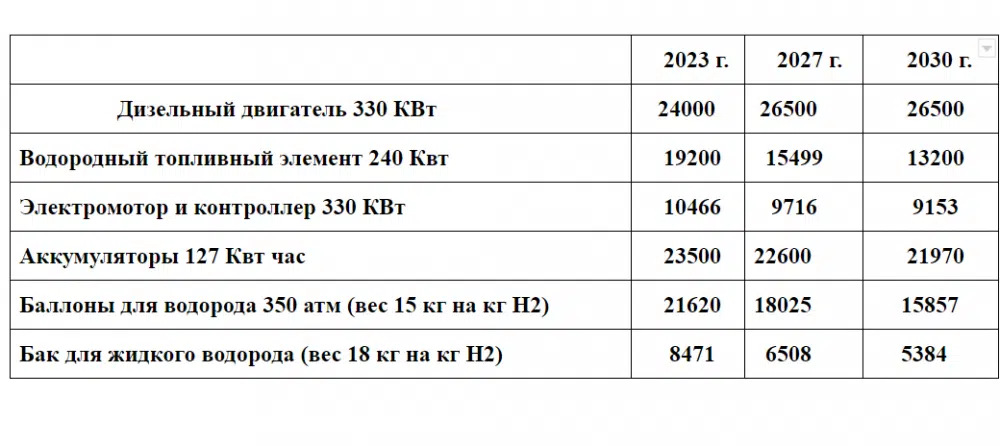 2023 г. 2027 г. 2030 г.
Дизельный двигатель 330 КВт 24000 26500 26500
Водородный топливный элемент 240 Квт 19200 15499 13200
Электромотор и контроллер 330 КВт 10466 9716 9153
Аккумуляторы 127 Квт час 23500 22600 21970
Баллоны для водорода 350 атм (вес 15 кг на кг H2) 21620 18025 15857
Бак для жидкого водорода (вес 18 кг на кг H2) 8471 6508 5384